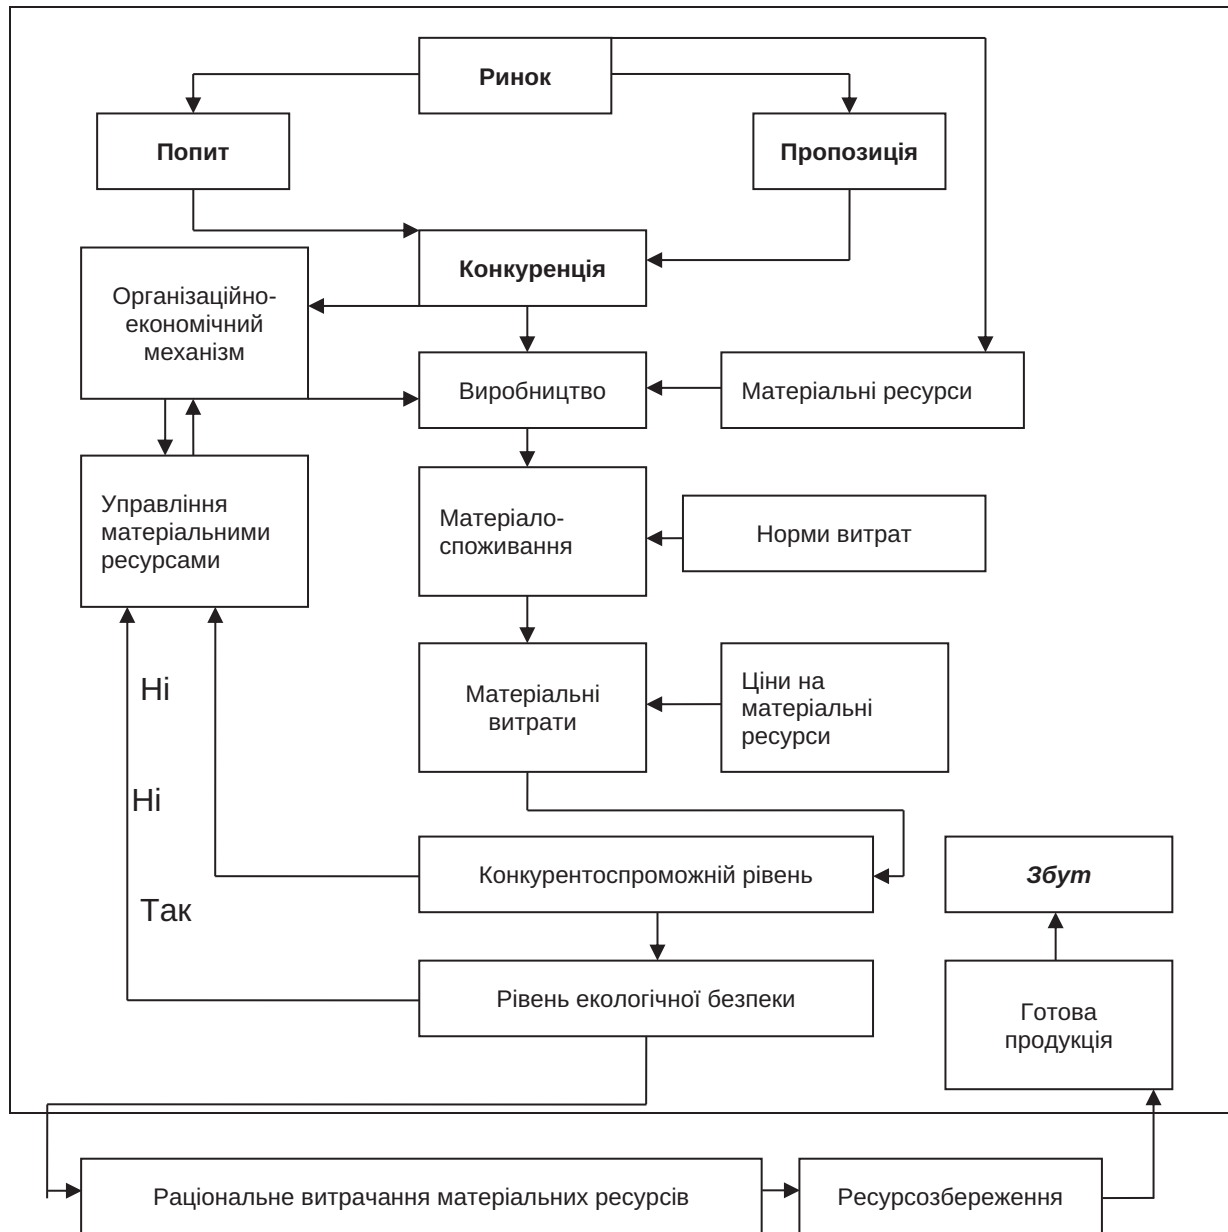 Ринок
Попит
Пропозиція
Конкуренція
Організаційно-
економічний
механізм
Виробництво
Матеріальні ресурси
Управління
матеріальними
ресурсами
Матеріало-
споживання
Норми витрат
Ні
Матеріальні
витрати
Ціни на
матеріальні
ресурси
Ні
Конкурентоспроможній рівень
Збут
Так
Рівень екологічної безпеки
Готова
продукція
Раціональне витрачання матеріальних ресурсів
Ресурсозбереження